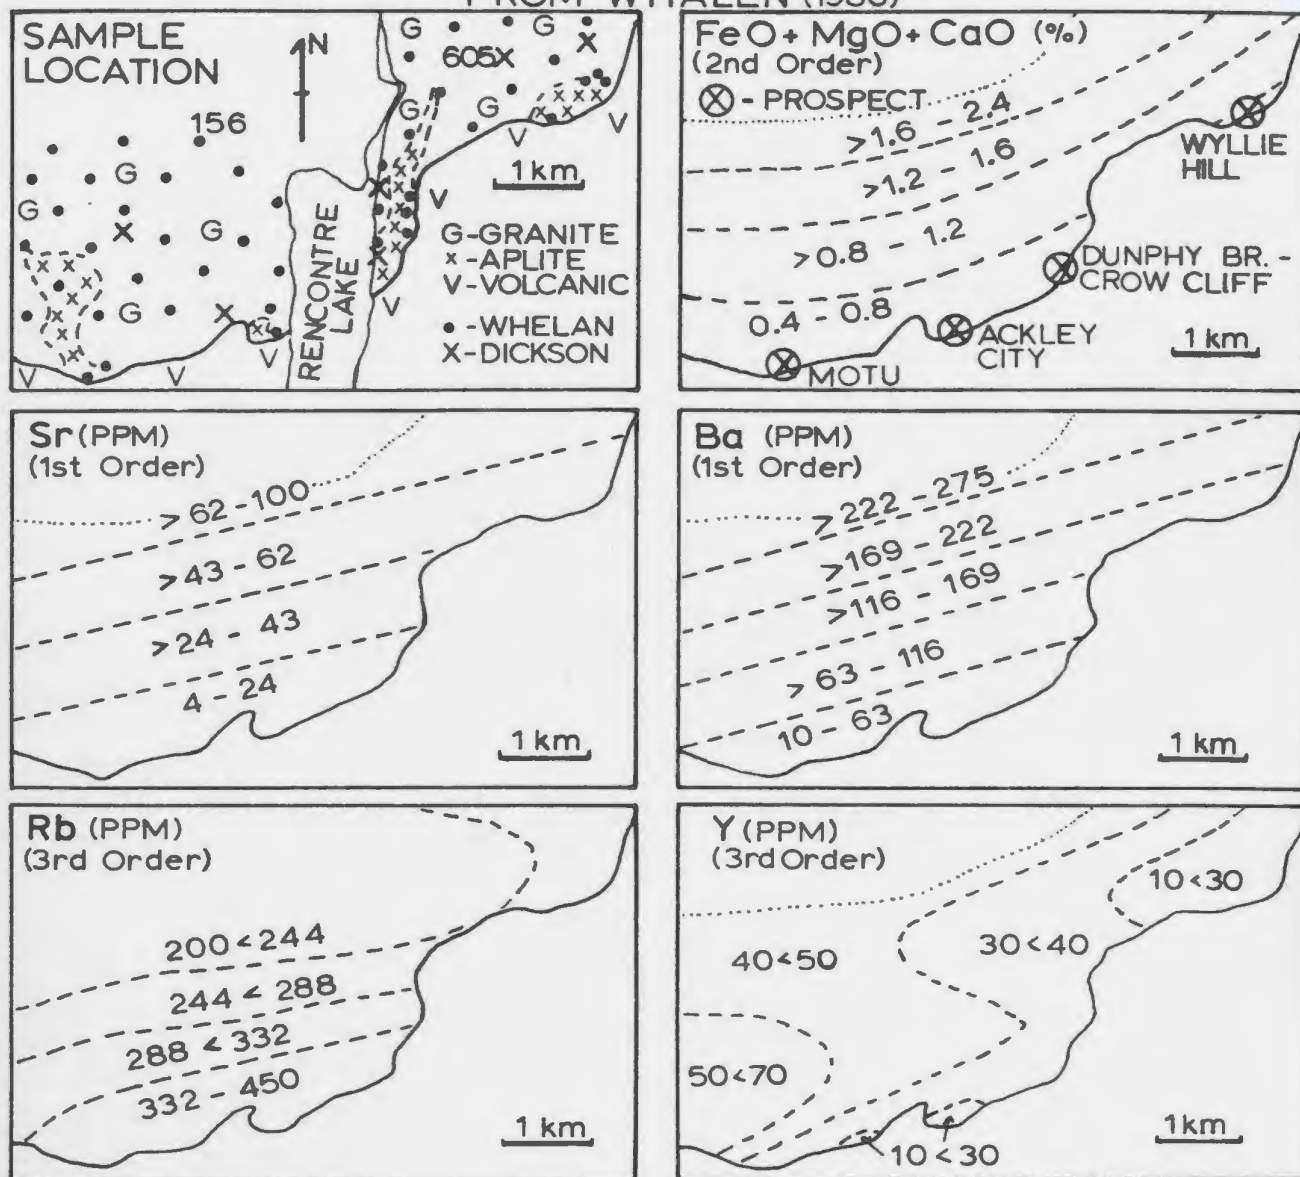 FROM WHALEN (1986)
SAMPLE
LOCATION
N
G
G
X
605X
156
G
G
G
G
G
G
V
V
V
V
V
V
V
1 km
RENCONTRE
LAKE
G-GRANITE
x -APLITE
V-VOLCANIC
● -WHELAN
X-DICKSON
FeO+MgO+CaO (%)
(2nd Order)
⊗ - PROSPECT
>1.6 - 2.4
>1.2 - 1.6
>0.8 - 1.2
0.4 - 0.8
WYLLIE
HILL
DUNPHY BR.-
CROW CLIFF
ACKLEY
CITY
MOTU
1 km
Sr (PPM)
(1st Order)
>62-100
>43-62
>24 - 43
4 - 24
1 km
Ba (PPM)
(1st Order)
>222-275
>169-222
>116 - 169
> 63 - 116
10 - 63
1 km
Rb (PPM)
(3rd Order)
200<244
244<288
288<332
332-450
1 km
Y (PPM)
(3rd Order)
10<30
30<40
40<50
50<70
10<30
1km